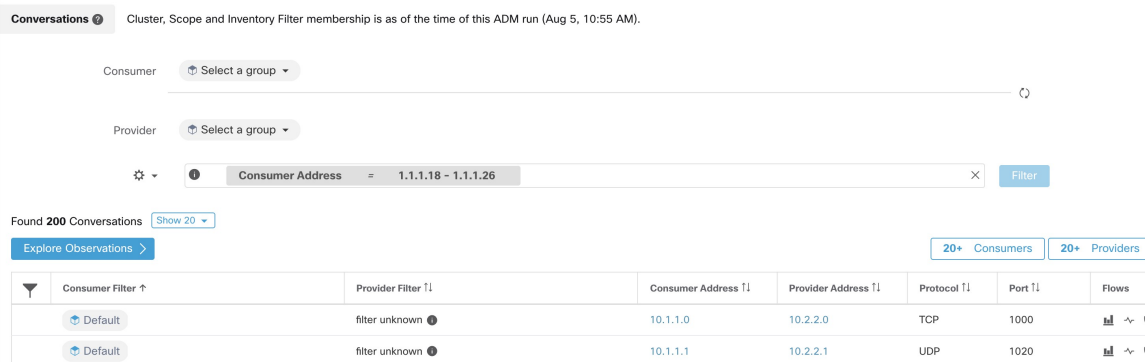 Conversations Cluster, Scope and Inventory Filter membership is as of the time of this ADM run (Aug 5, 10:55 AM).
Consumer Select a group
Provider Select a group
Consumer Address = 1.1.1.18 - 1.1.1.26 Filter
Found 200 Conversations Show 20
Explore Observations 20+ Consumers 20+ Providers
Consumer Filter ↑ Provider Filter ↑↓ Consumer Address ↑↓ Provider Address ↑↓ Protocol ↑↓ Port ↑↓ Flows
Default filter unknown 10.1.1.0 10.2.2.0 TCP 1000
Default filter unknown 10.1.1.1 10.2.2.1 UDP 1020